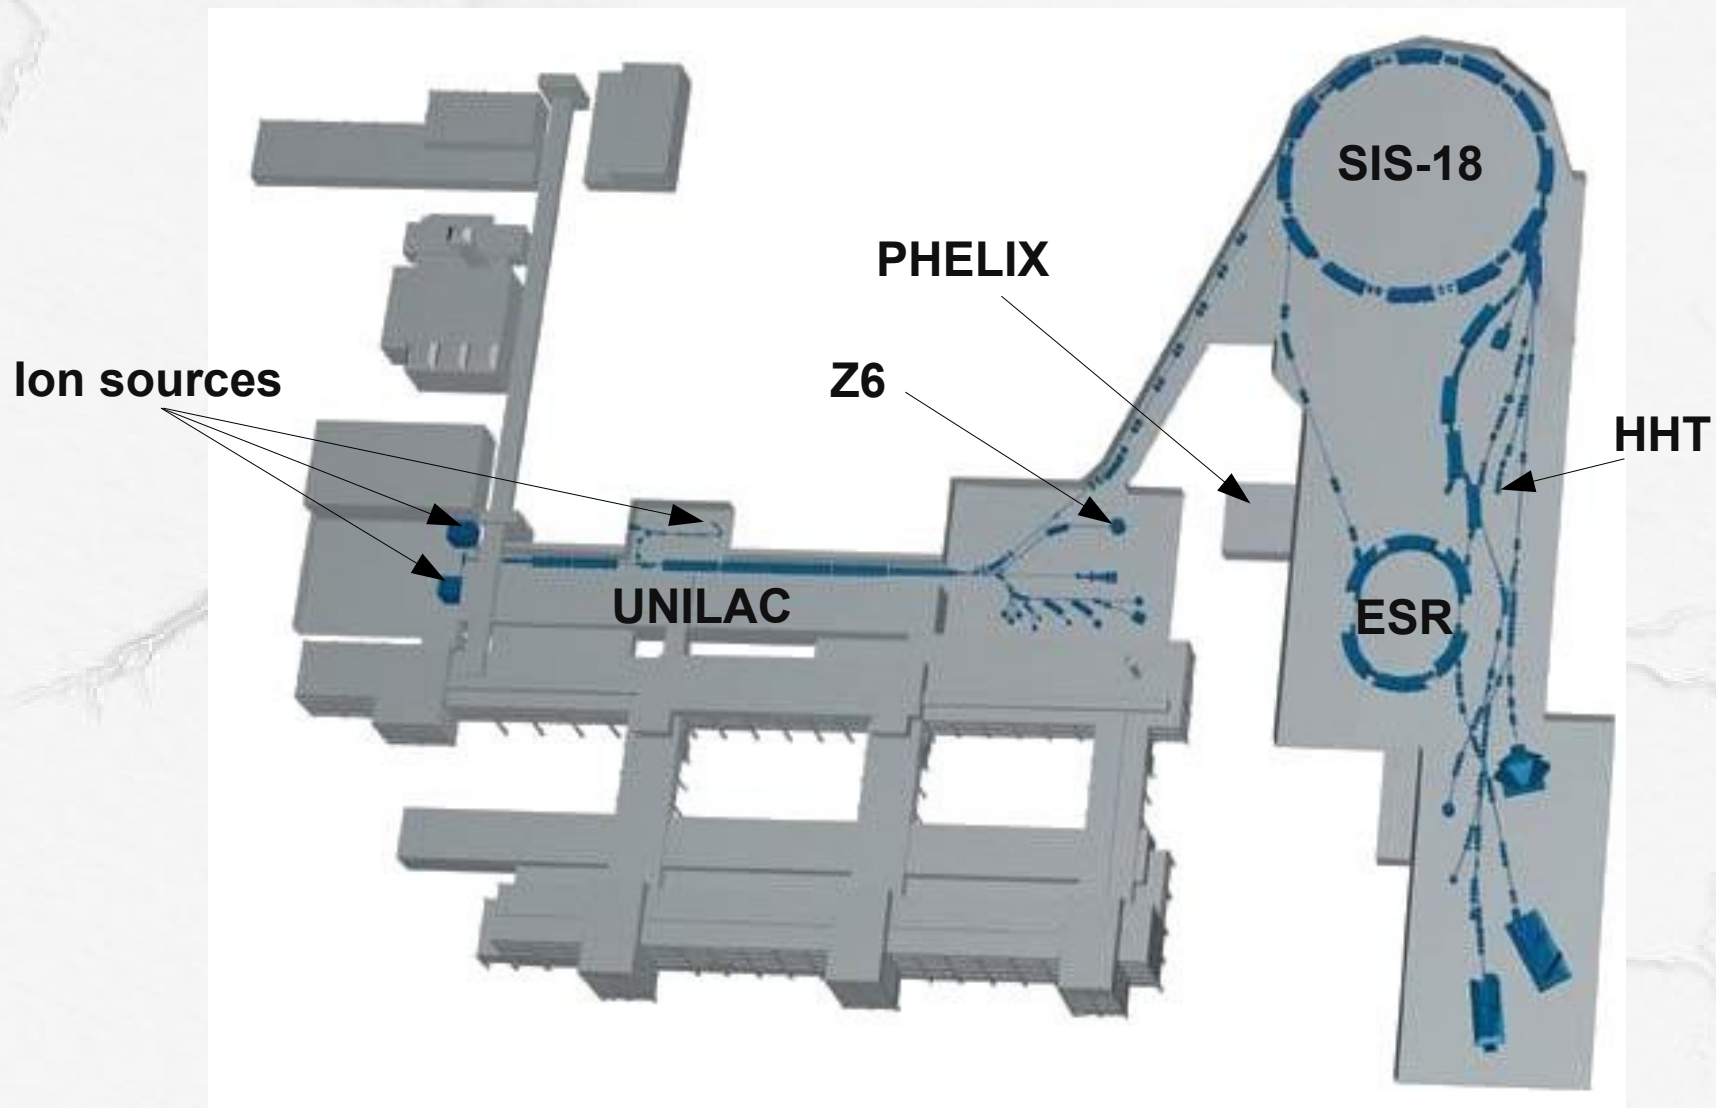 SIS-18
PHELIX
Z6
Ion sources
HHT
UNILAC
ESR